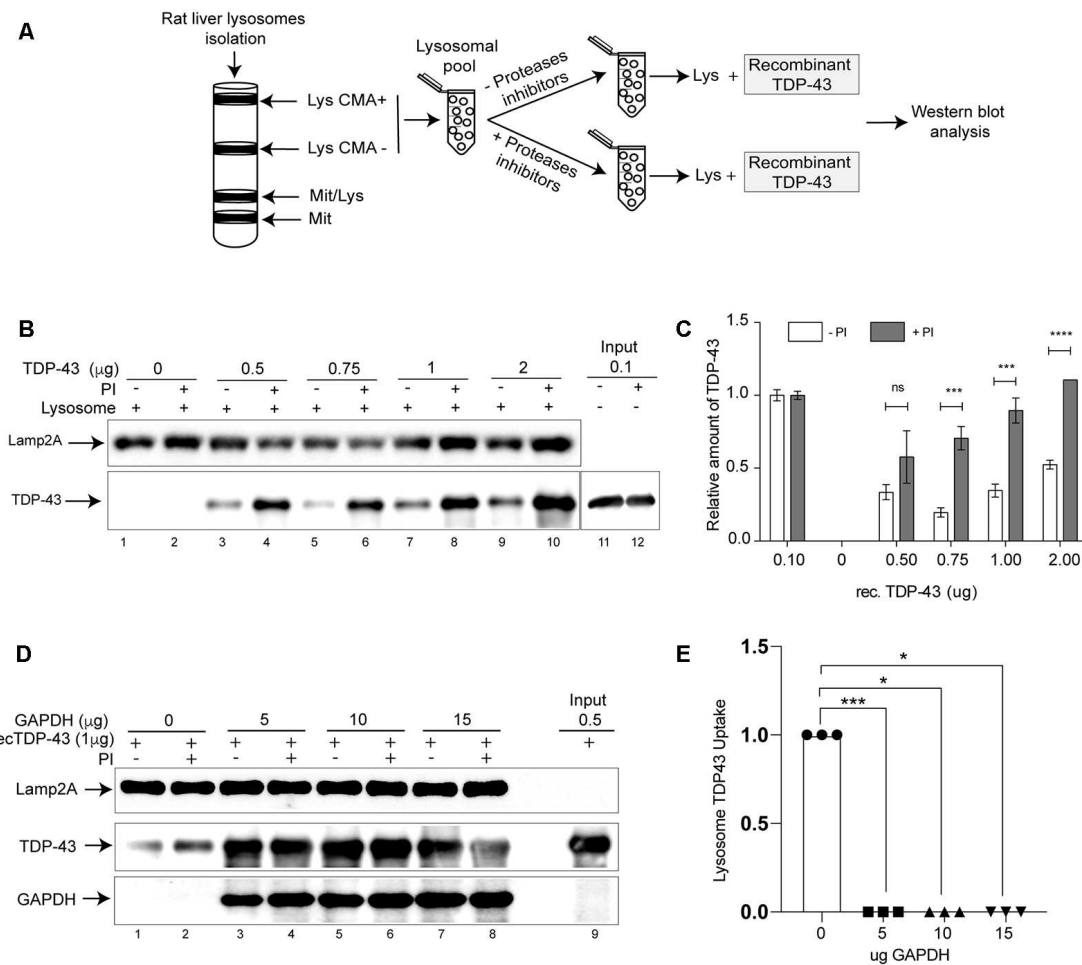 A
Rat liver lysosomes
isolation
Lys CMA+
Lys CMA -
Mit/Lys
Mit
Lysosomal
pool
- Proteases
inhibitors
+ Proteases
inhibitors
Lys +
Recombinant
TDP-43
Lys +
Recombinant
TDP-43
Western blot
analysis
B
Input
TDP-43 (µg) 0 0.5 0.75 1 2 0.1
PI - + - + - + - + - + - +
Lysosome + + + + + + + + + + - -
Lamp2A
TDP-43
1 2 3 4 5 6 7 8 9 10 11 12
C
- PI + PI
Relative amount of TDP-43
1.5
1.0
0.5
0.0
ns *** *** ****
0.10 0 0.50 0.75 1.00 2.00
rec. TDP-43 (ug)
D
Input
GAPDH (µg) 0 5 10 15 0.5
ecTDP-43 (1µg) + + + + + + + + +
PI - + - + - + - +
Lamp2A
TDP-43
GAPDH
1 2 3 4 5 6 7 8 9
E
Lysosome TDP43 Uptake
1.5
1.0
0.5
0.0
*
*
***
0 5 10 15
ug GAPDH